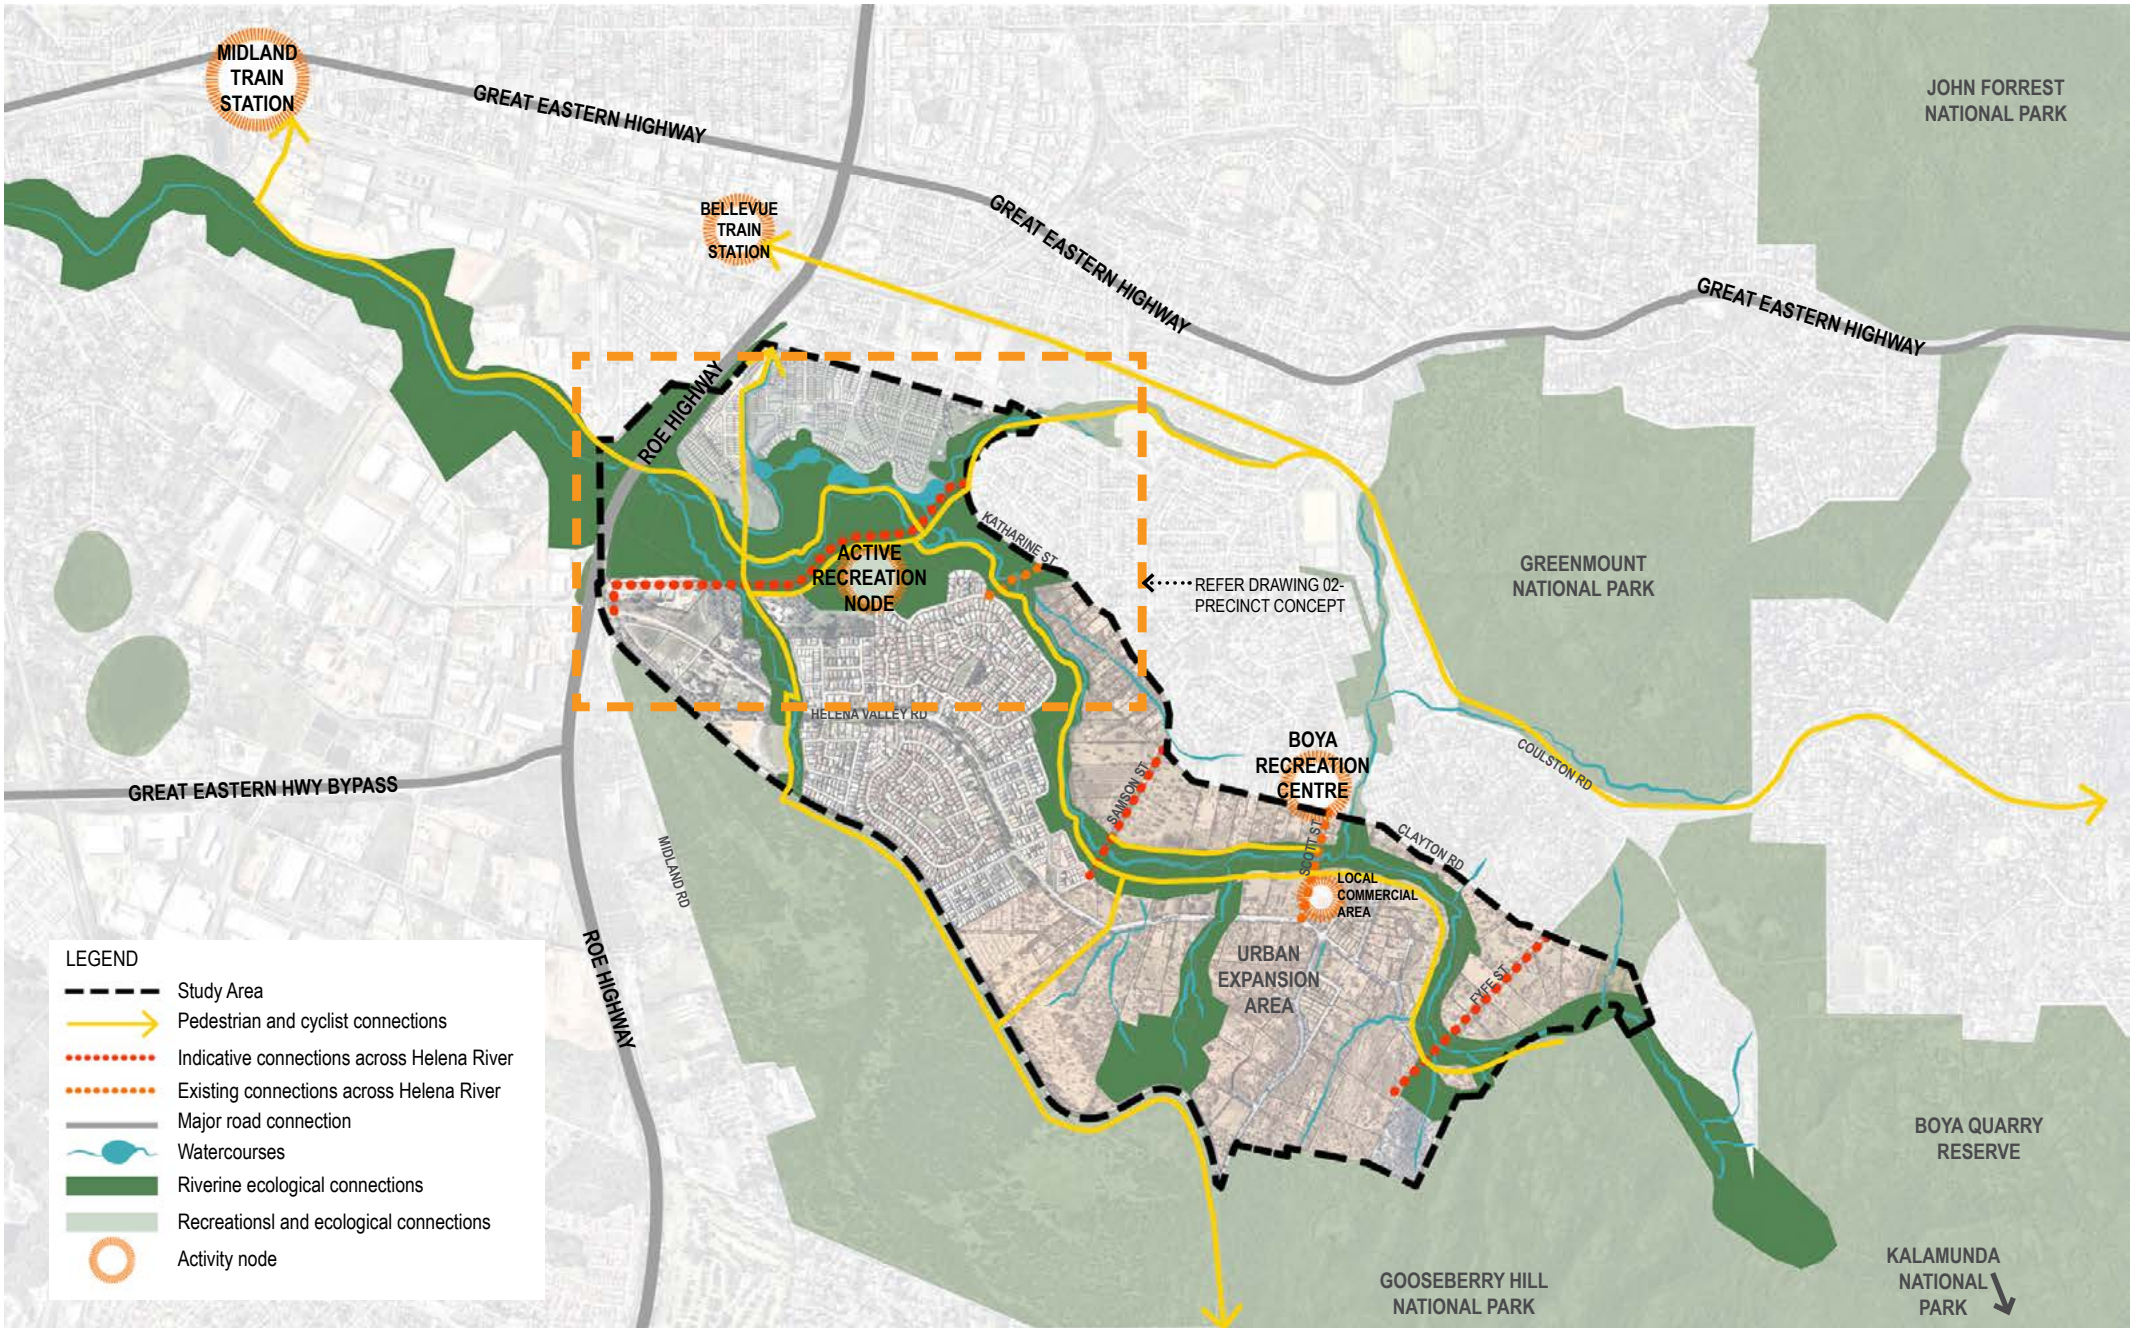 MIDLAND
TRAIN
STATION
GREAT EASTERN HIGHWAY
JOHN FORREST
NATIONAL PARK
BELLEVUE
TRAIN
STATION
GREAT EASTERN HIGHWAY
GREAT EASTERN HIGHWAY
ROE HIGHWAY
KATHARINE ST
ACTIVE
RECREATION
NODE
REFER DRAWING 02-
PRECINCT CONCEPT
GREENMOUNT
NATIONAL PARK
HELENA VALLEY RD
BOYA
RECREATION
CENTRE
COULSTON RD
GREAT EASTERN HWY BYPASS
SAMSON ST
SCOTT ST
CLAYTON RD
MIDLAND RD
LOCAL
COMMERCIAL
AREA
URBAN
EXPANSION
AREA
FYFE ST
ROE HIGHWAY
LEGEND
Study Area
Pedestrian and cyclist connections
Indicative connections across Helena River
Existing connections across Helena River
Major road connection
Watercourses
Riverine ecological connections
Recreationsl and ecological connections
Activity node
BOYA QUARRY
RESERVE
GOOSEBERRY HILL
NATIONAL PARK
KALAMUNDA
NATIONAL
PARK